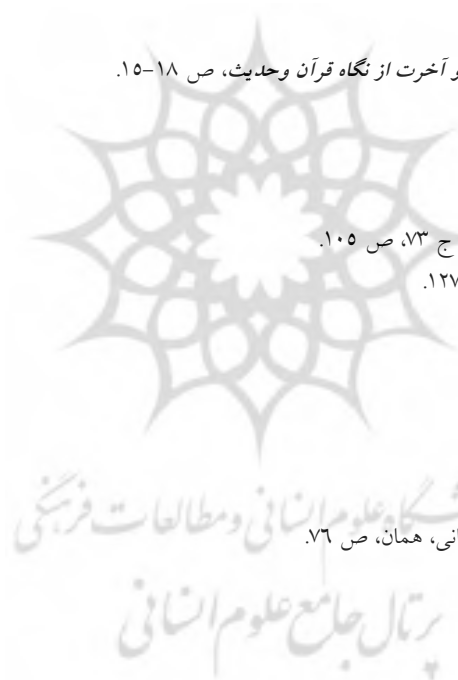 و آخرت از نگاه قرآن وحدیث، ص ۱۸-۱۵.
ج ۷۳، ص ۱۰۵.
۱۲۷.
گاه علوم انسانی و مطالعات فرهنگی
انی، همان، ص ۷٦.
پرتال جامع علوم انسانی